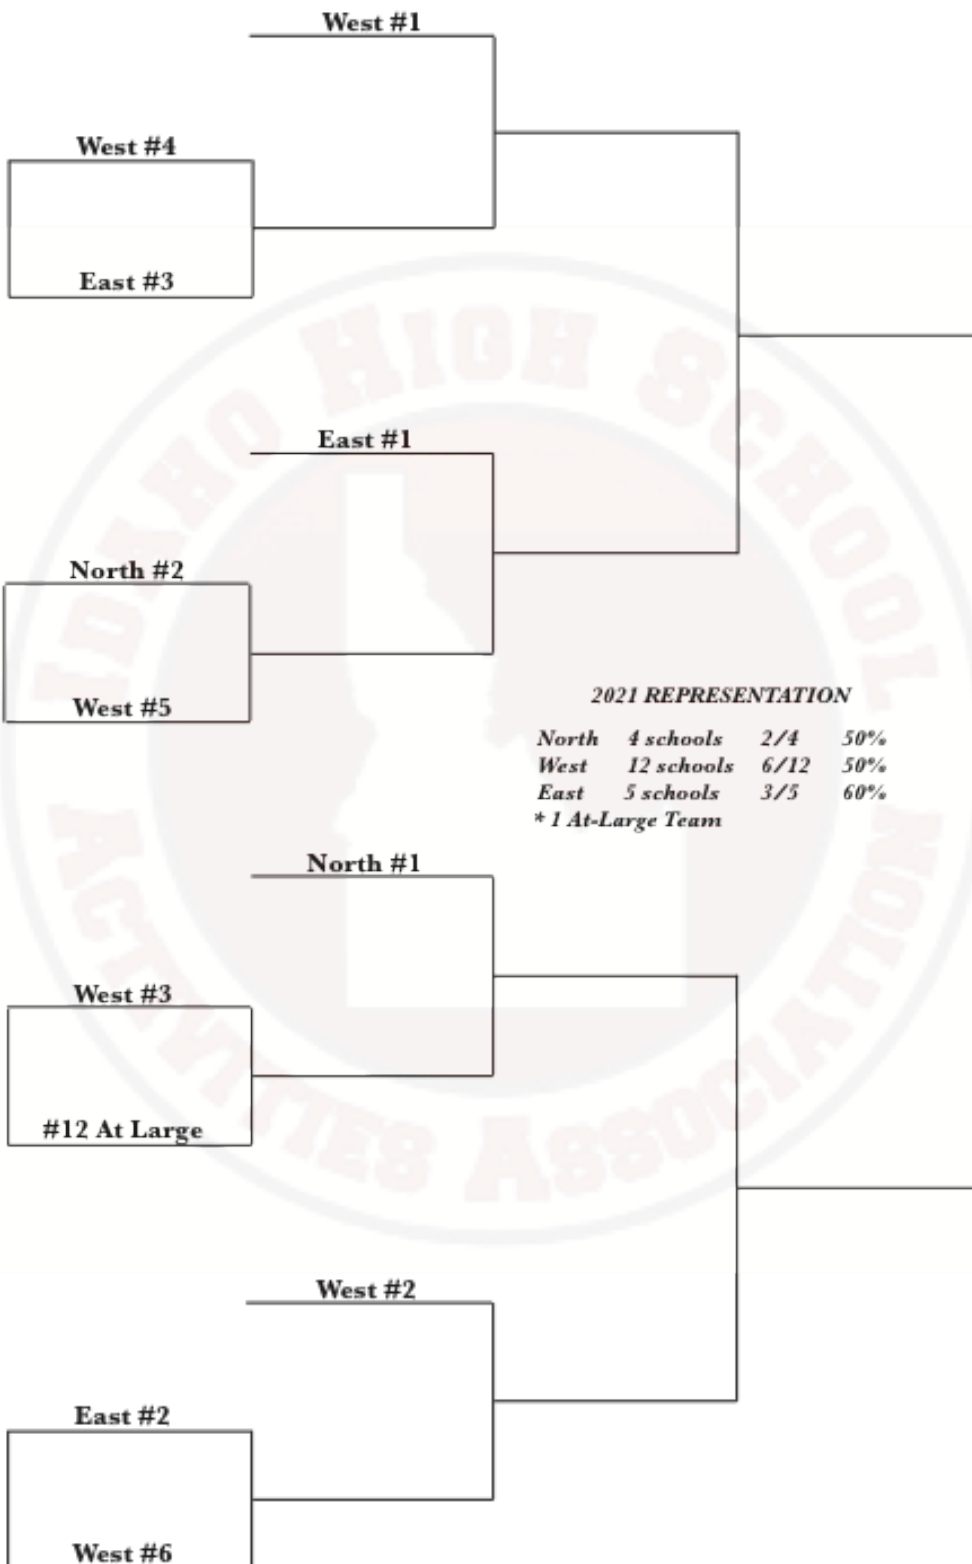 West #1
West #4
East #3
East #1
North #2
West #5
2021 REPRESENTATION
North 4 schools 2/4 50%
West 12 schools 6/12 50%
East 5 schools 3/5 60%
* 1 At-Large Team
North #1
West #3
#12 At Large
West #2
East #2
West #6
IDAHO HIGH SCHOOL
ACTIVITIES ASSOCIATION